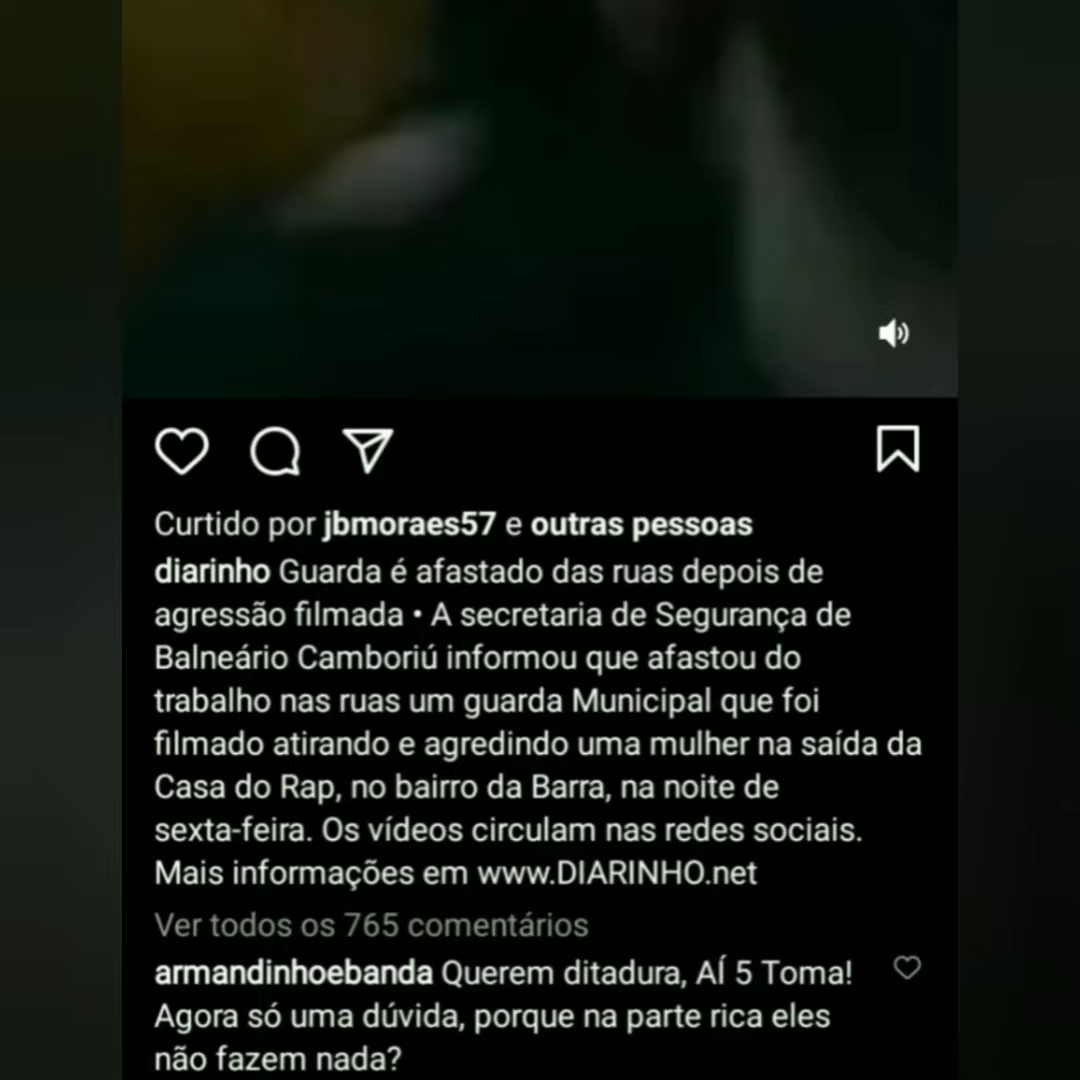 Curtido por jbmoraes57 e outras pessoas
diarinho Guarda é afastado das ruas depois de
agressão filmada • A secretaria de Segurança de
Balneário Camboriú informou que afastou do
trabalho nas ruas um guarda Municipal que foi
filmado atirando e agredindo uma mulher na saída da
Casa do Rap, no bairro da Barra, na noite de
sexta-feira. Os vídeos circulam nas redes sociais.
Mais informações em www.DIARINHO.net
Ver todos os 765 comentários
armandinhoebanda Querem ditadura, AÍ 5 Toma!
Agora só uma dúvida, porque na parte rica eles
não fazem nada?